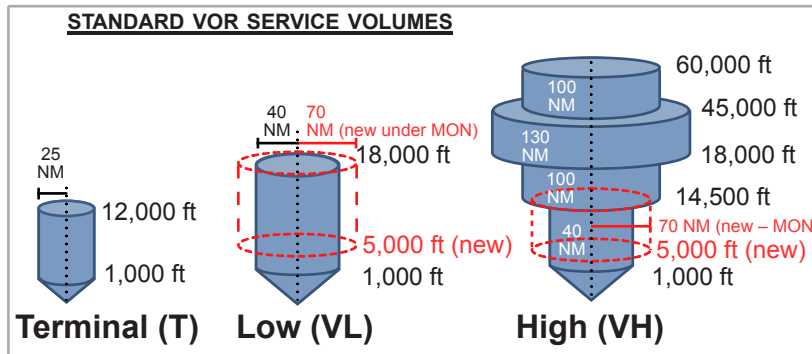 STANDARD VOR SERVICE VOLUMES
25
NM
12,000 ft
1,000 ft
Terminal (T)
40
NM
70
NM (new under MON)
18,000 ft
5,000 ft (new)
1,000 ft
Low (VL)
60,000 ft
100
NM
45,000 ft
130
NM
18,000 ft
100
NM
14,500 ft
70 NM (new – MON
40
NM
5,000 ft (new)
1,000 ft
High (VH)